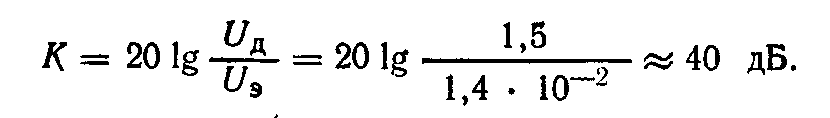 K = 20 lg U_д / U_э = 20 lg 1,5 / 1,4 · 10⁻² ≈ 40 дБ.